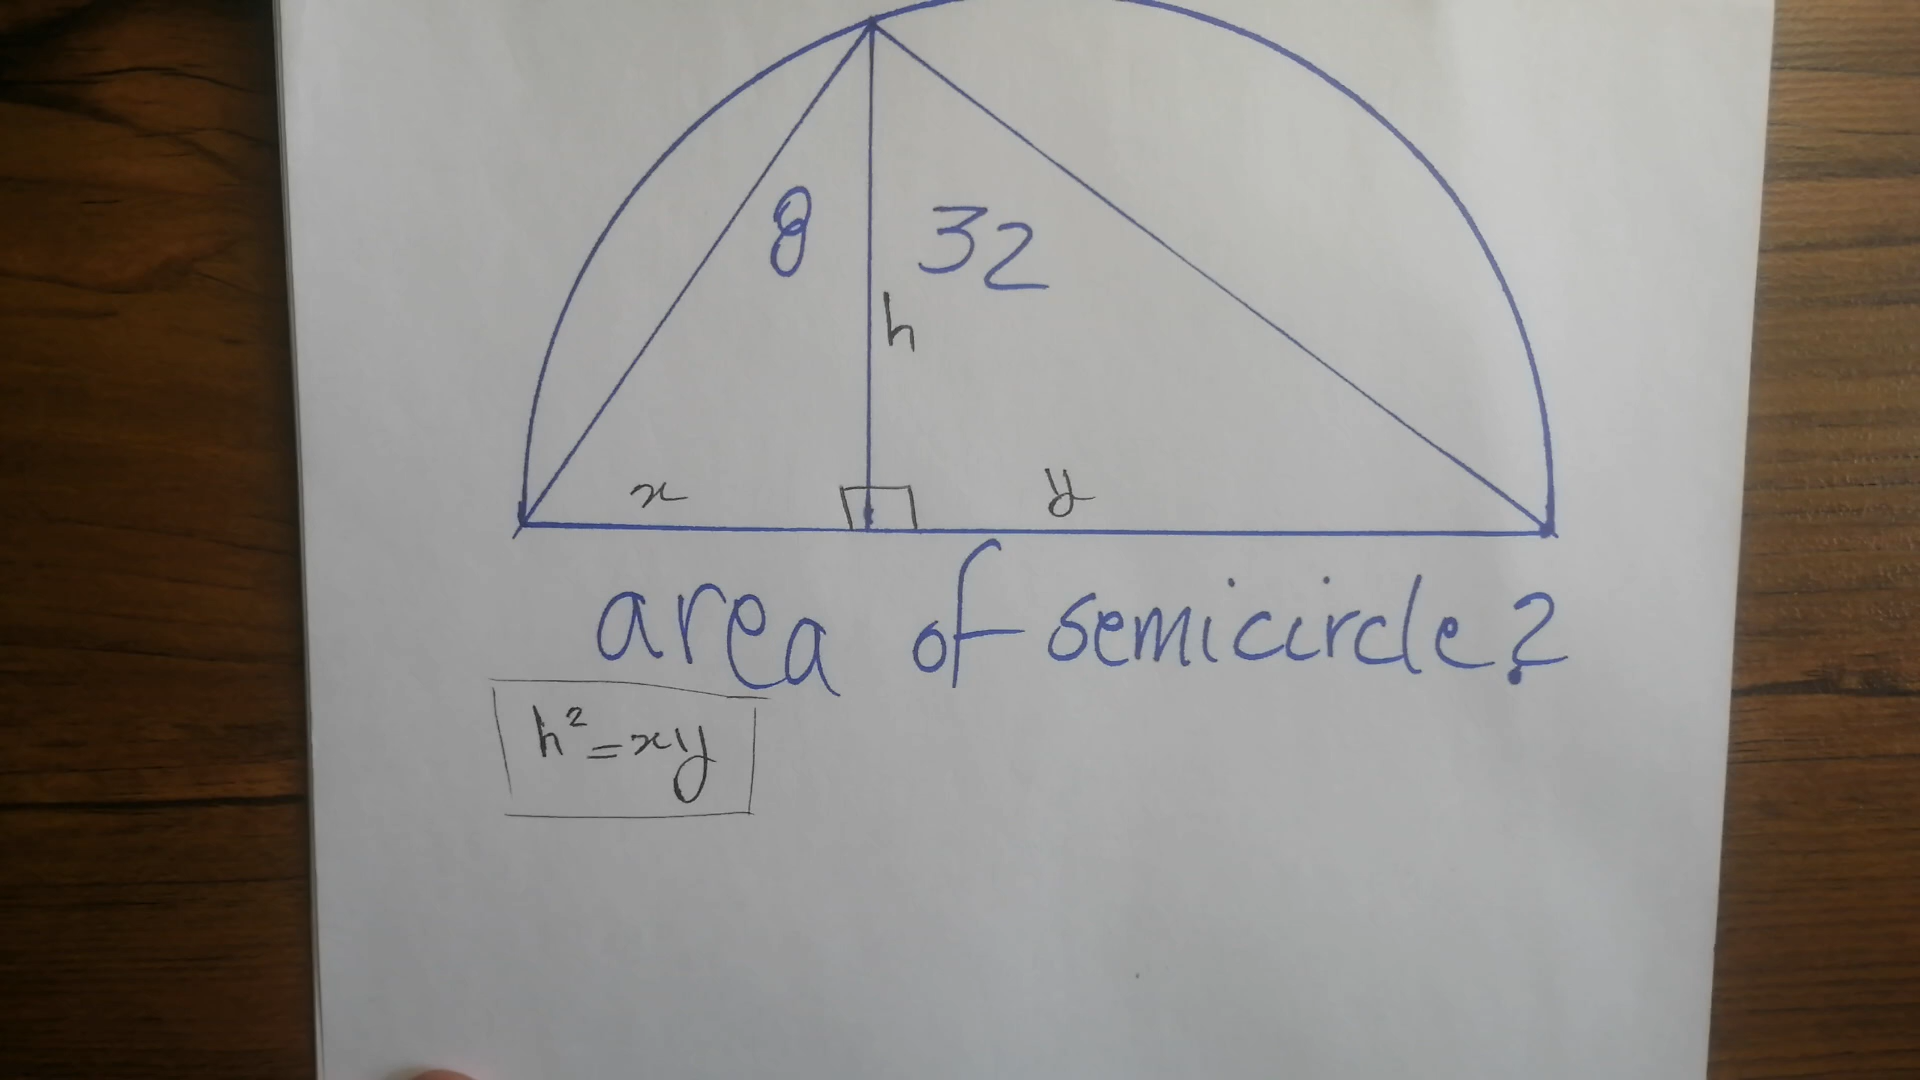 8 32
h
x y
area of semicircle?
h² = xy